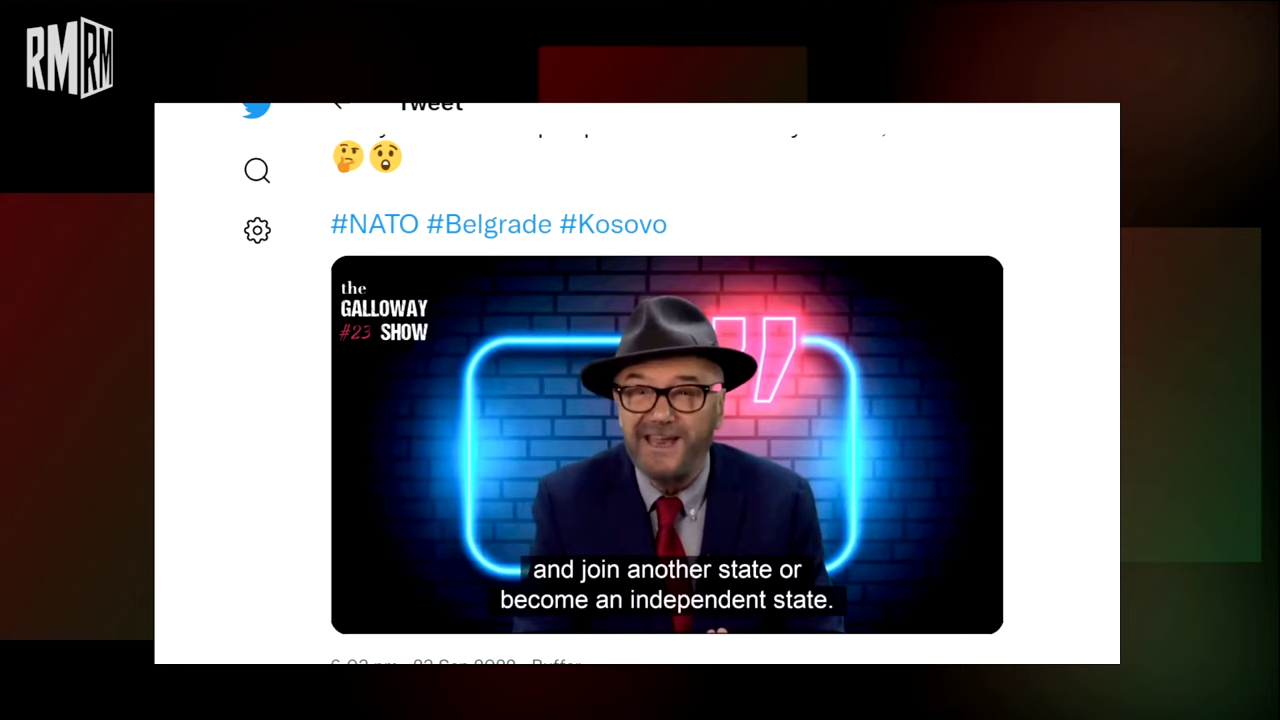 RM RM
Tweet
#NATO #Belgrade #Kosovo
the
GALLOWAY
#23 SHOW
and join another state or
become an independent state.